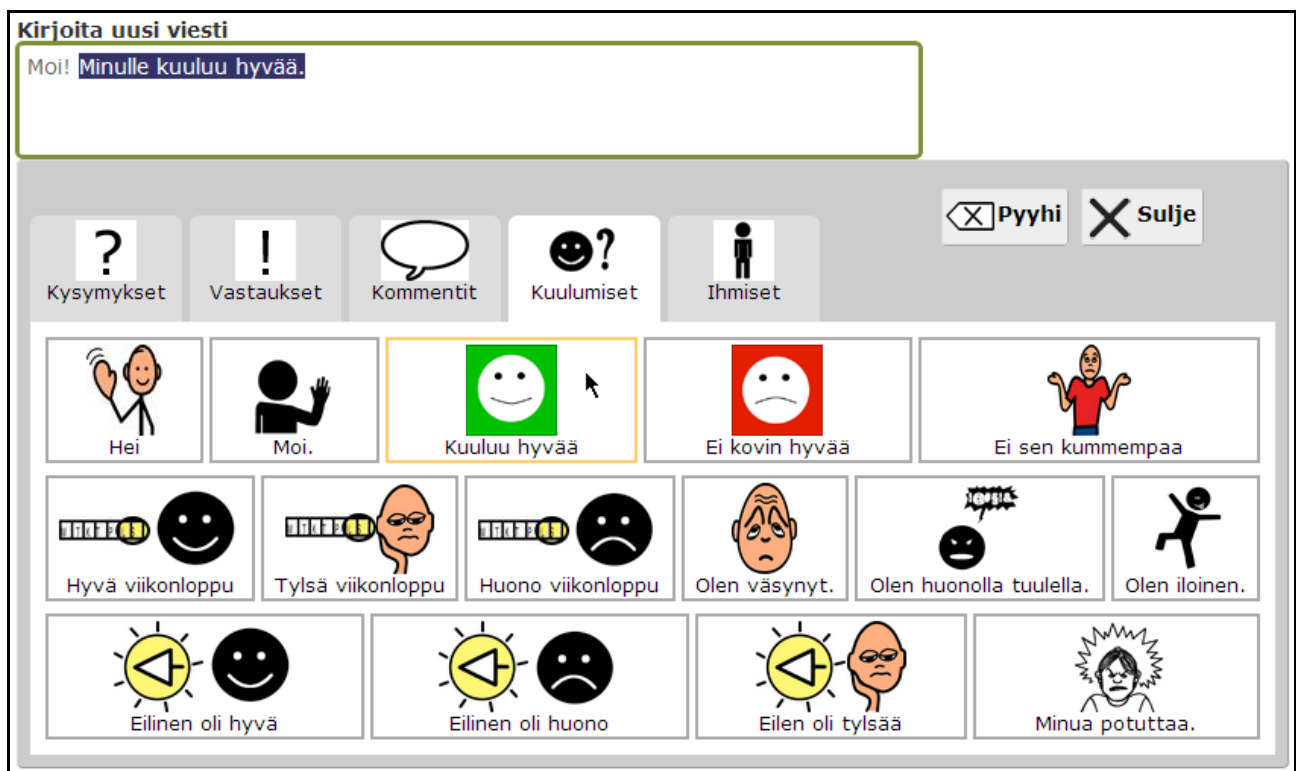 Kirjoita uusi viesti
Moi! Minulle kuuluu hyvää.
Pyyhi Sulje
? ! ?
Kysymykset Vastaukset Kommentit Kuulumiset Ihmiset
Hei Moi. Kuuluu hyvää Ei kovin hyvää Ei sen kummempaa
Hyvä viikonloppu Tylsä viikonloppu Huono viikonloppu Olen väsynyt. Olen huonolla tuulella. Olen iloinen.
Eilinen oli hyvä Eilinen oli huono Eilen oli tylsää Minua potuttaa.